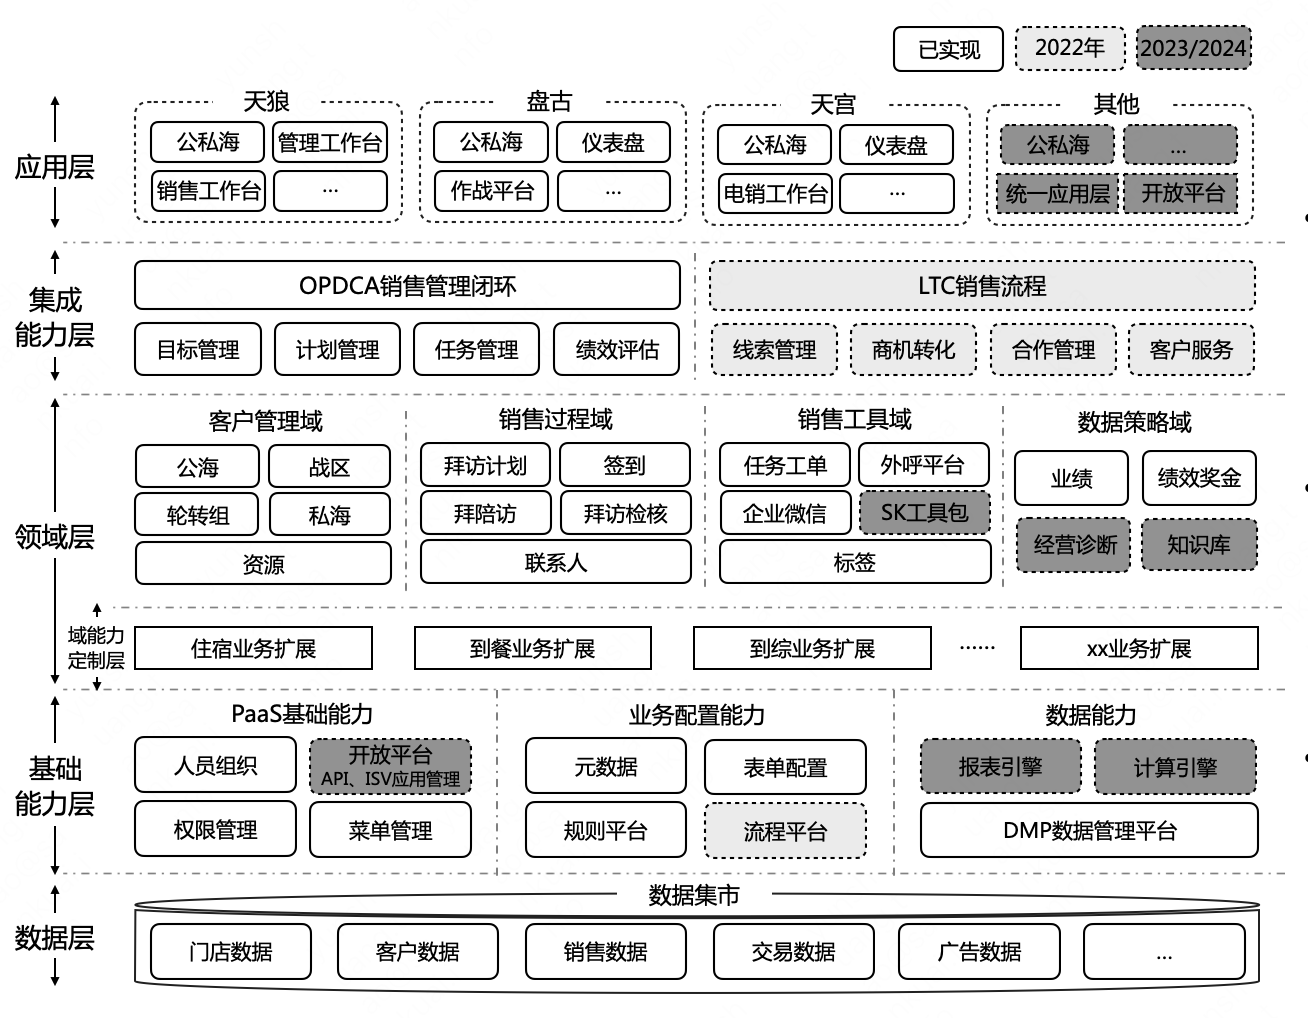 已实现
2022年
2023/2024
应用层
天狼
公私海
管理工作台
销售工作台
...
盘古
公私海
仪表盘
作战平台
...
天宫
公私海
仪表盘
电销工作台
...
其他
公私海
...
统一应用层
开放平台
集成
能力层
OPDCA销售管理闭环
目标管理
计划管理
任务管理
绩效评估
LTC销售流程
线索管理
商机转化
合作管理
客户服务
领域层
客户管理域
公海
战区
轮转组
私海
资源
销售过程域
拜访计划
签到
拜陪访
拜访检核
联系人
销售工具域
任务工单
外呼平台
企业微信
SK工具包
标签
数据策略域
业绩
绩效奖金
经营诊断
知识库
域能力
定制层
住宿业务扩展
到餐业务扩展
到综业务扩展
......
xx业务扩展
基础
能力层
PaaS基础能力
人员组织
开放平台
API、ISV应用管理
权限管理
菜单管理
业务配置能力
元数据
表单配置
规则平台
流程平台
数据能力
报表引擎
计算引擎
DMP数据管理平台
数据层
数据集市
门店数据
客户数据
销售数据
交易数据
广告数据
...